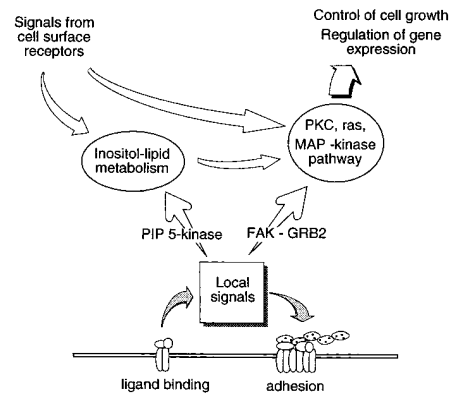 Signals from
cell surface
receptors
Control of cell growth
Regulation of gene
expression
PKC, ras,
MAP -kinase
pathway
Inositol-lipid
metabolism
PIP 5-kinase
FAK - GRB2
Local
signals
ligand binding
adhesion